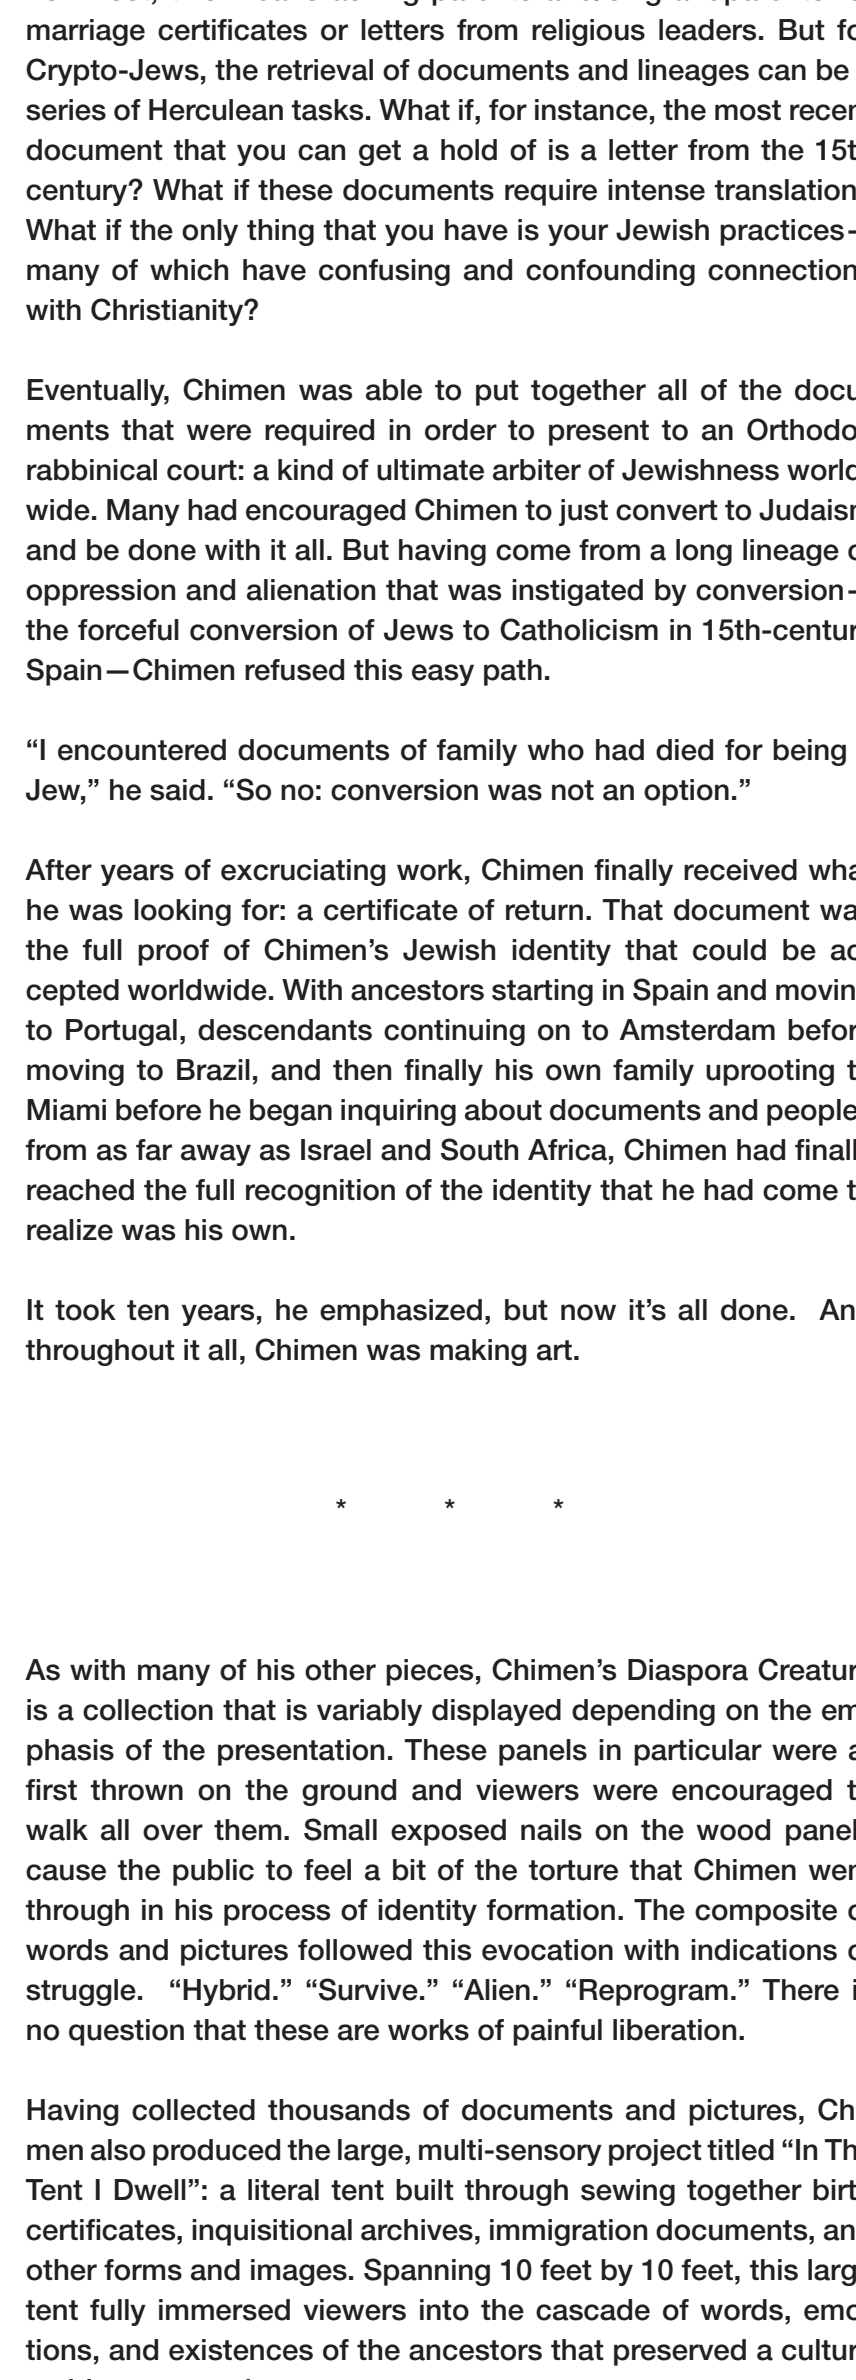 marriage certificates or letters from religious leaders. But fo
Crypto-Jews, the retrieval of documents and lineages can be
series of Herculean tasks. What if, for instance, the most recen
document that you can get a hold of is a letter from the 15t
century? What if these documents require intense translation
What if the only thing that you have is your Jewish practices—
many of which have confusing and confounding connection
with Christianity?
Eventually, Chimen was able to put together all of the docu
ments that were required in order to present to an Orthodo
rabbinical court: a kind of ultimate arbiter of Jewishness world
wide. Many had encouraged Chimen to just convert to Judaism
and be done with it all. But having come from a long lineage o
oppression and alienation that was instigated by conversion—
the forceful conversion of Jews to Catholicism in 15th-centur
Spain—Chimen refused this easy path.
“I encountered documents of family who had died for being
Jew,” he said. “So no: conversion was not an option.”
After years of excruciating work, Chimen finally received wha
he was looking for: a certificate of return. That document wa
the full proof of Chimen’s Jewish identity that could be ac
cepted worldwide. With ancestors starting in Spain and movin
to Portugal, descendants continuing on to Amsterdam befor
moving to Brazil, and then finally his own family uprooting t
Miami before he began inquiring about documents and people
from as far away as Israel and South Africa, Chimen had finall
reached the full recognition of the identity that he had come t
realize was his own.
It took ten years, he emphasized, but now it’s all done.  An
throughout it all, Chimen was making art.
* * *
As with many of his other pieces, Chimen’s Diaspora Creatur
is a collection that is variably displayed depending on the em
phasis of the presentation. These panels in particular were a
first thrown on the ground and viewers were encouraged t
walk all over them. Small exposed nails on the wood panel
cause the public to feel a bit of the torture that Chimen wen
through in his process of identity formation. The composite o
words and pictures followed this evocation with indications o
struggle.  “Hybrid.” “Survive.” “Alien.” “Reprogram.” There i
no question that these are works of painful liberation.
Having collected thousands of documents and pictures, Ch
men also produced the large, multi-sensory project titled “In Th
Tent I Dwell”: a literal tent built through sewing together birt
certificates, inquisitional archives, immigration documents, an
other forms and images. Spanning 10 feet by 10 feet, this larg
tent fully immersed viewers into the cascade of words, emo
tions, and existences of the ancestors that preserved a cultur